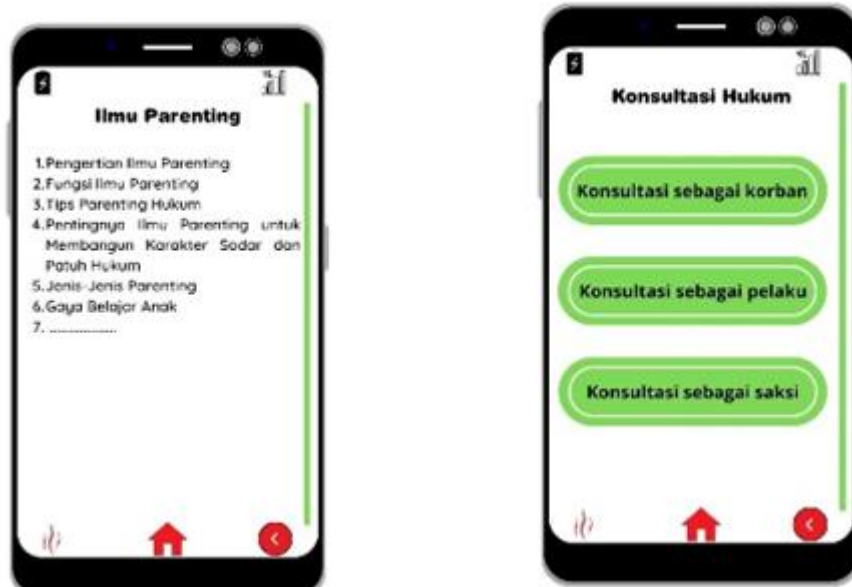 Ilmu Parenting
1. Pengertian Ilmu Parenting
2. Fungsi Ilmu Parenting
3. Tips Parenting Hukum
4. Pentingnya Ilmu Parenting untuk
Membangun Karakter Sadar dan
Patuh Hukum
5. Jenis-Jenis Parenting
6. Gaya Belajar Anak
7. ..................
Konsultasi Hukum
Konsultasi sebagai korban
Konsultasi sebagai pelaku
Konsultasi sebagai saksi